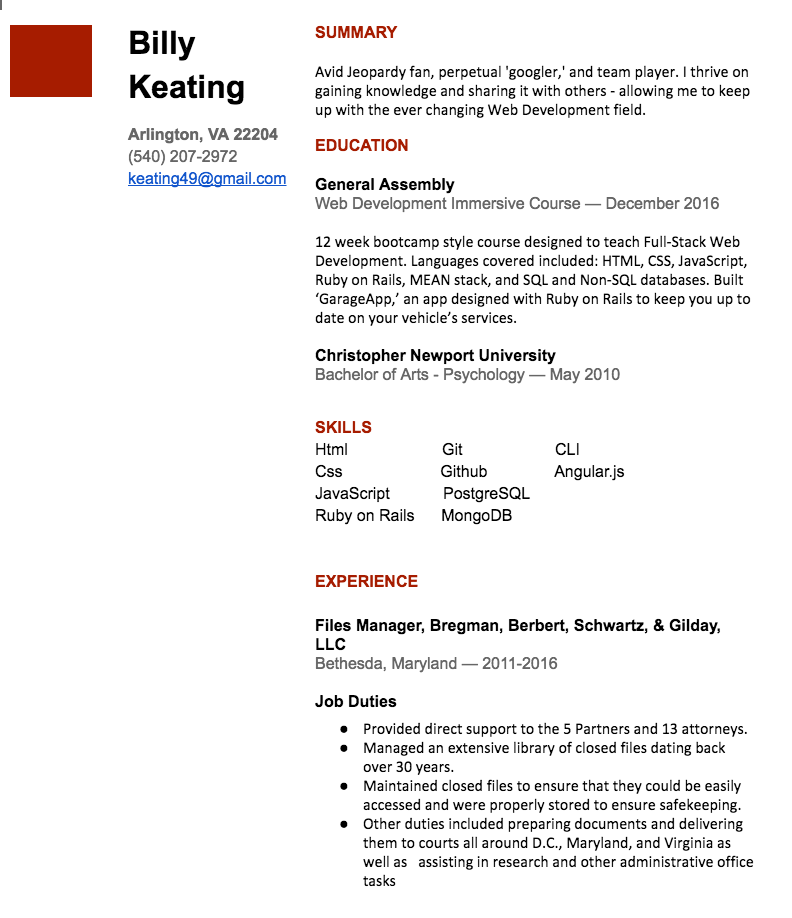 Billy
Keating
Arlington, VA 22204
(540) 207-2972
keating49@gmail.com
SUMMARY
Avid Jeopardy fan, perpetual 'googler,' and team player. I thrive on
gaining knowledge and sharing it with others - allowing me to keep
up with the ever changing Web Development field.
EDUCATION
General Assembly
Web Development Immersive Course — December 2016
12 week bootcamp style course designed to teach Full-Stack Web
Development. Languages covered included: HTML, CSS, JavaScript,
Ruby on Rails, MEAN stack, and SQL and Non-SQL databases. Built
‘GarageApp,’ an app designed with Ruby on Rails to keep you up to
date on your vehicle’s services.
Christopher Newport University
Bachelor of Arts - Psychology — May 2010
SKILLS
Html Git CLI
Css Github Angular.js
JavaScript PostgreSQL
Ruby on Rails MongoDB
EXPERIENCE
Files Manager, Bregman, Berbert, Schwartz, & Gilday,
LLC
Bethesda, Maryland — 2011-2016
Job Duties
● Provided direct support to the 5 Partners and 13 attorneys.
● Managed an extensive library of closed files dating back
over 30 years.
● Maintained closed files to ensure that they could be easily
accessed and were properly stored to ensure safekeeping.
● Other duties included preparing documents and delivering
them to courts all around D.C., Maryland, and Virginia as
well as assisting in research and other administrative office
tasks